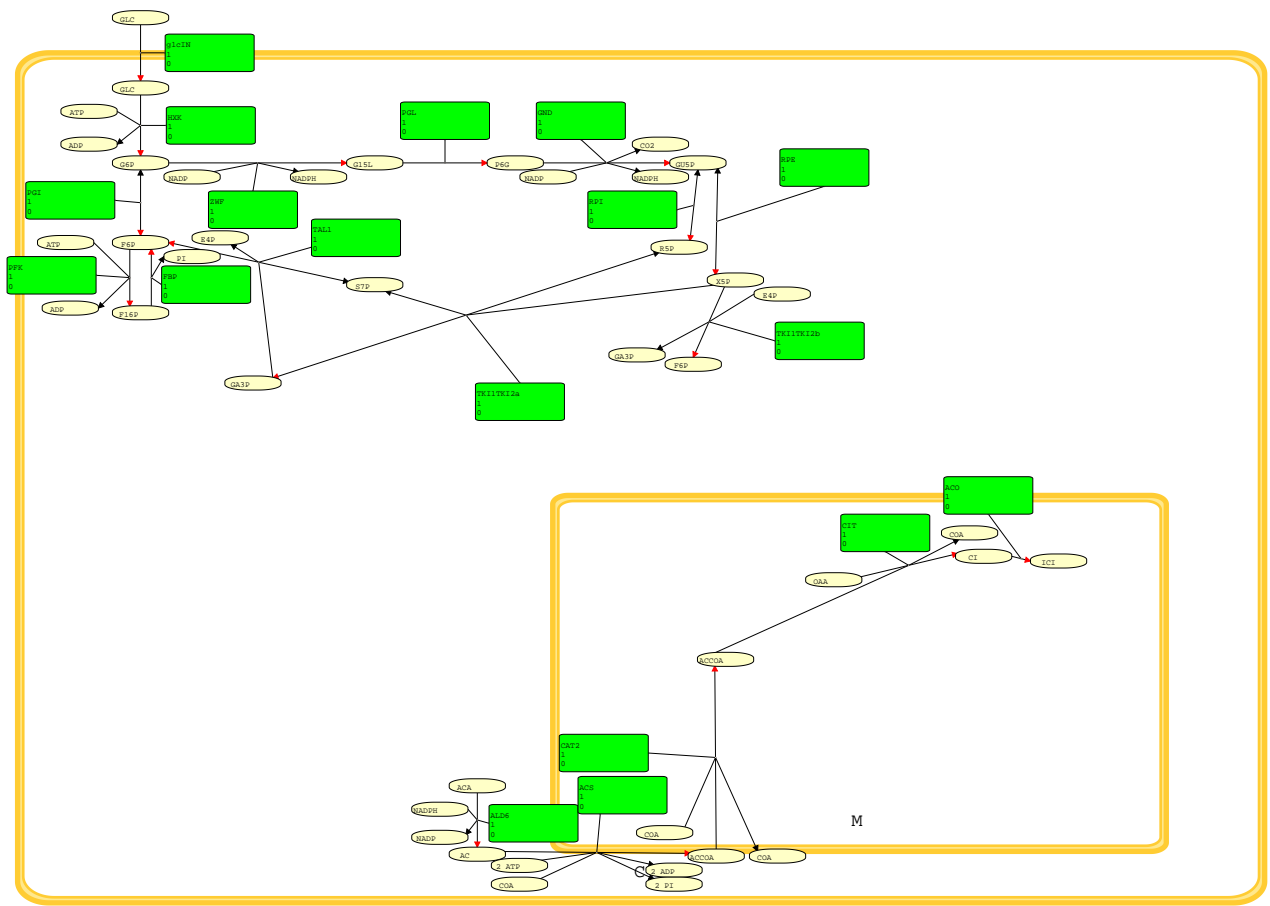 GLC
glcIN
1
0
GLC
ATP
HXK
1
0
ADP
PGL
1
0
GND
1
0
CO2
G6P
G15L
P6G
GU5P
NADP
NADPH
NADP
NADPH
RPE
1
0
PGI
1
0
ZWF
1
0
RPI
1
0
TAL1
1
0
ATP
F6P
E4P
PI
R5P
PFK
1
0
FBP
1
0
S7P
X5P
E4P
ADP
F16P
TKI1TKI2b
1
0
GA3P
F6P
GA3P
TKI1TKI2a
1
0
ACO
1
0
CIT
1
0
COA
CI
ICI
OAA
ACCOA
CAT2
1
0
ACS
1
0
ACA
NADPH
ALD6
1
0
M
NADP
COA
AC
ACCOA
COA
2 ATP
C
2 ADP
COA
2 PI